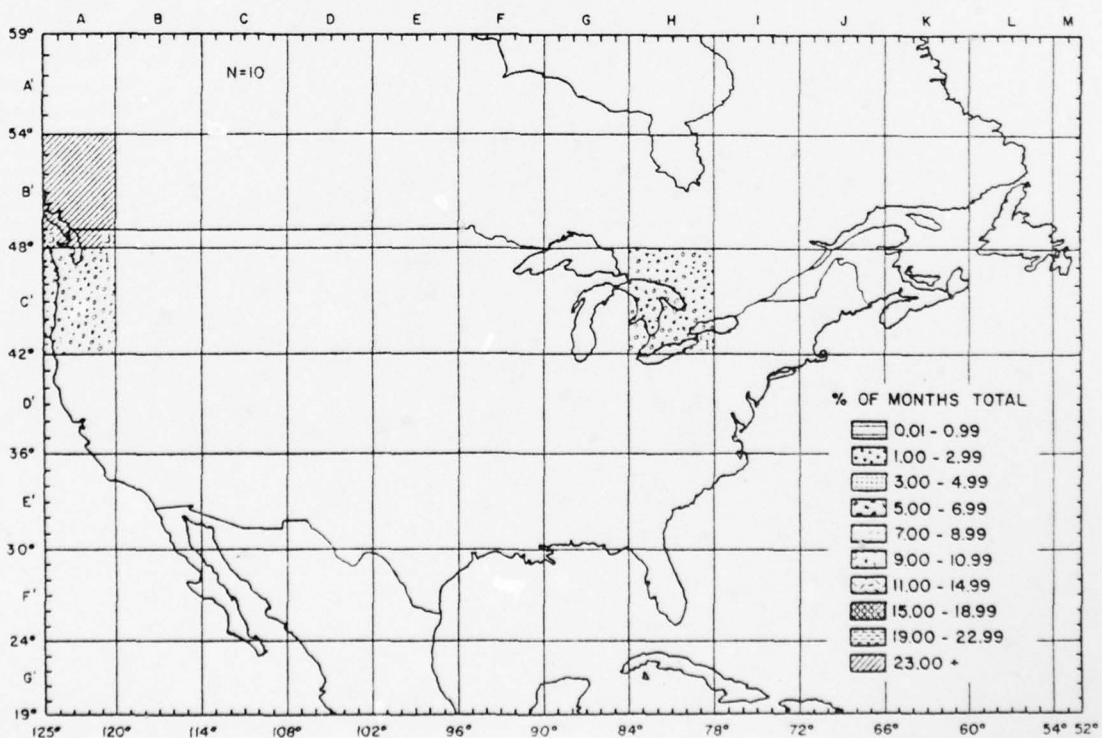 A B C D E F G H I J K L M
59°
N=10
A'
54°
B'
48°
C'
42°
D'
% OF MONTHS TOTAL
0.01 - 0.99
36°
1.00 - 2.99
3.00 - 4.99
E'
5.00 - 6.99
7.00 - 8.99
30°
9.00 - 10.99
F'
11.00 - 14.99
15.00 - 18.99
24°
19.00 - 22.99
23.00 +
G'
19°
125° 120° 114° 108° 102° 96° 90° 84° 78° 72° 66° 60° 54° 52°